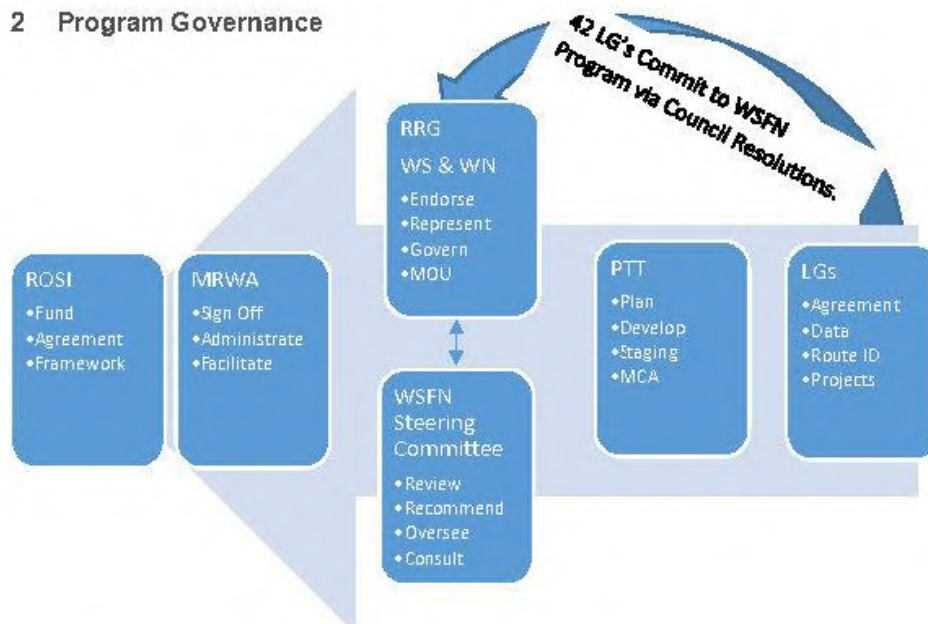 2 Program Governance
42 LG's Commit to WSFN
Program via Council Resolutions.
ROSI
•Fund
•Agreement
•Framework
MRWA
•Sign Off
•Administrate
•Facilitate
RRG
WS & WN
•Endorse
•Represent
•Govern
•MOU
WSFN
Steering
Committee
•Review
•Recommend
•Oversee
•Consult
PTT
•Plan
•Develop
•Staging
•MCA
LGs
•Agreement
•Data
•Route ID
•Projects